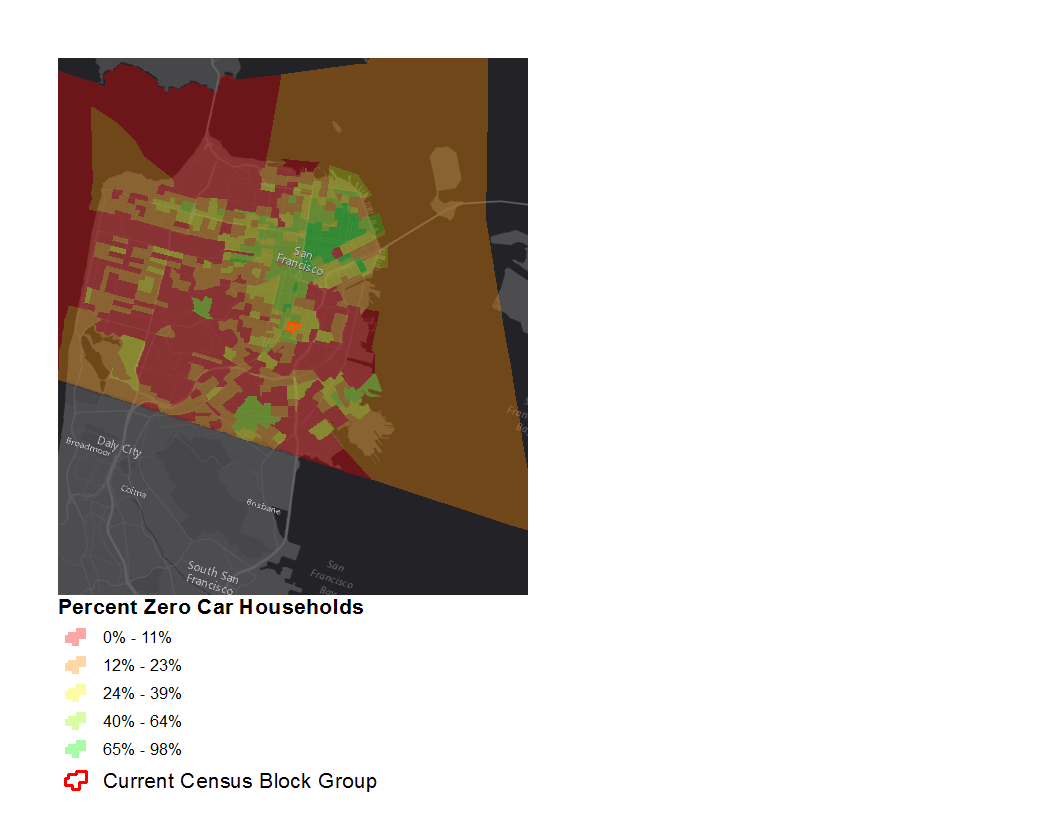 San
Francisco
Daly City
Broadmoor
Colma
Brisbane
South San
Francisco
San
Francisco
Percent Zero Car Households
0% - 11%
12% - 23%
24% - 39%
40% - 64%
65% - 98%
Current Census Block Group